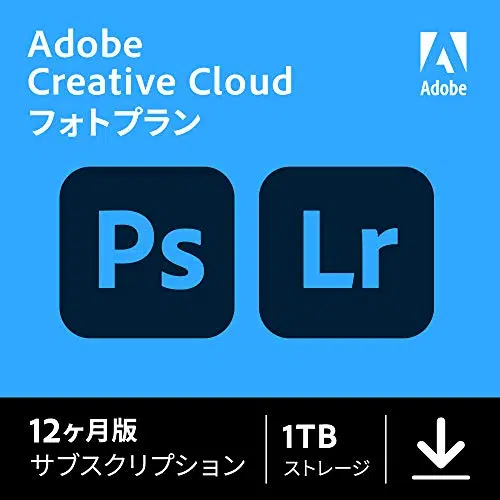 Adobe
Creative Cloud
フォトプラン
Adobe
Ps
Lr
12ヶ月版
サブスクリプション
1TB
ストレージ